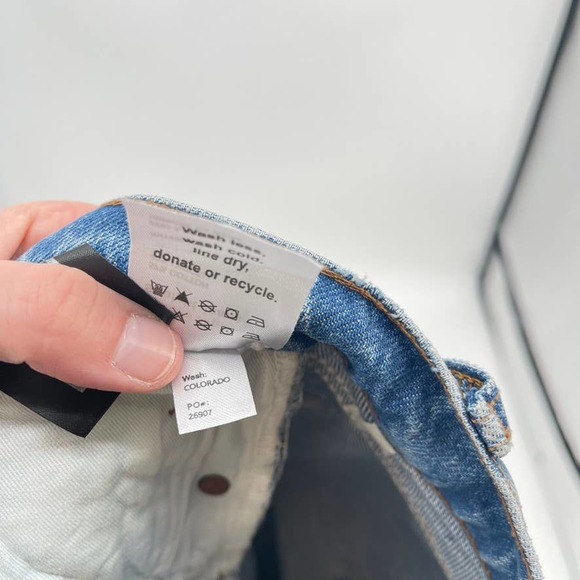 Wash less.
wash cold.
line dry,
donate or recycle.
Wash:
COLORADO
PO#:
26907